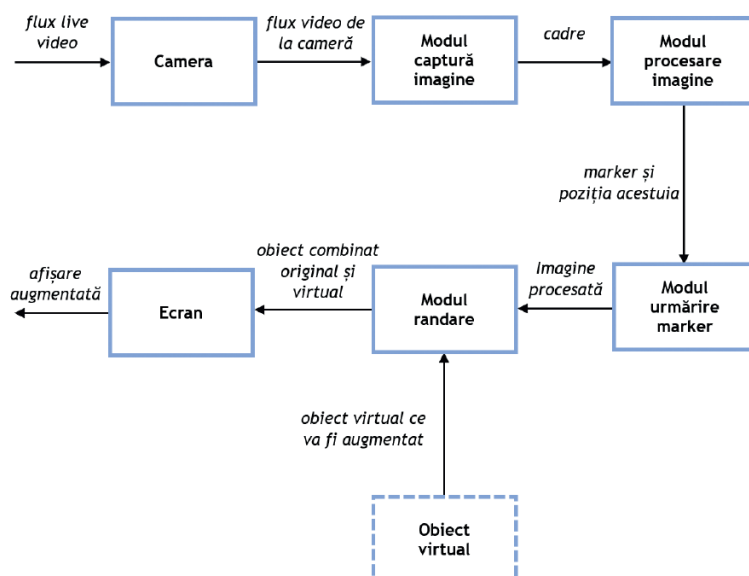 flux live
video
Camera
flux video de
la cameră
Modul
captură
imagine
cadre
Modul
procesare
imagine
marker și
poziția acestuia
Modul
urmărire
marker
Imagine
procesată
Modul
randare
obiect combinat
original și
virtual
Ecran
afișare
augmentată
obiect virtual ce
va fi augmentat
Obiect
virtual